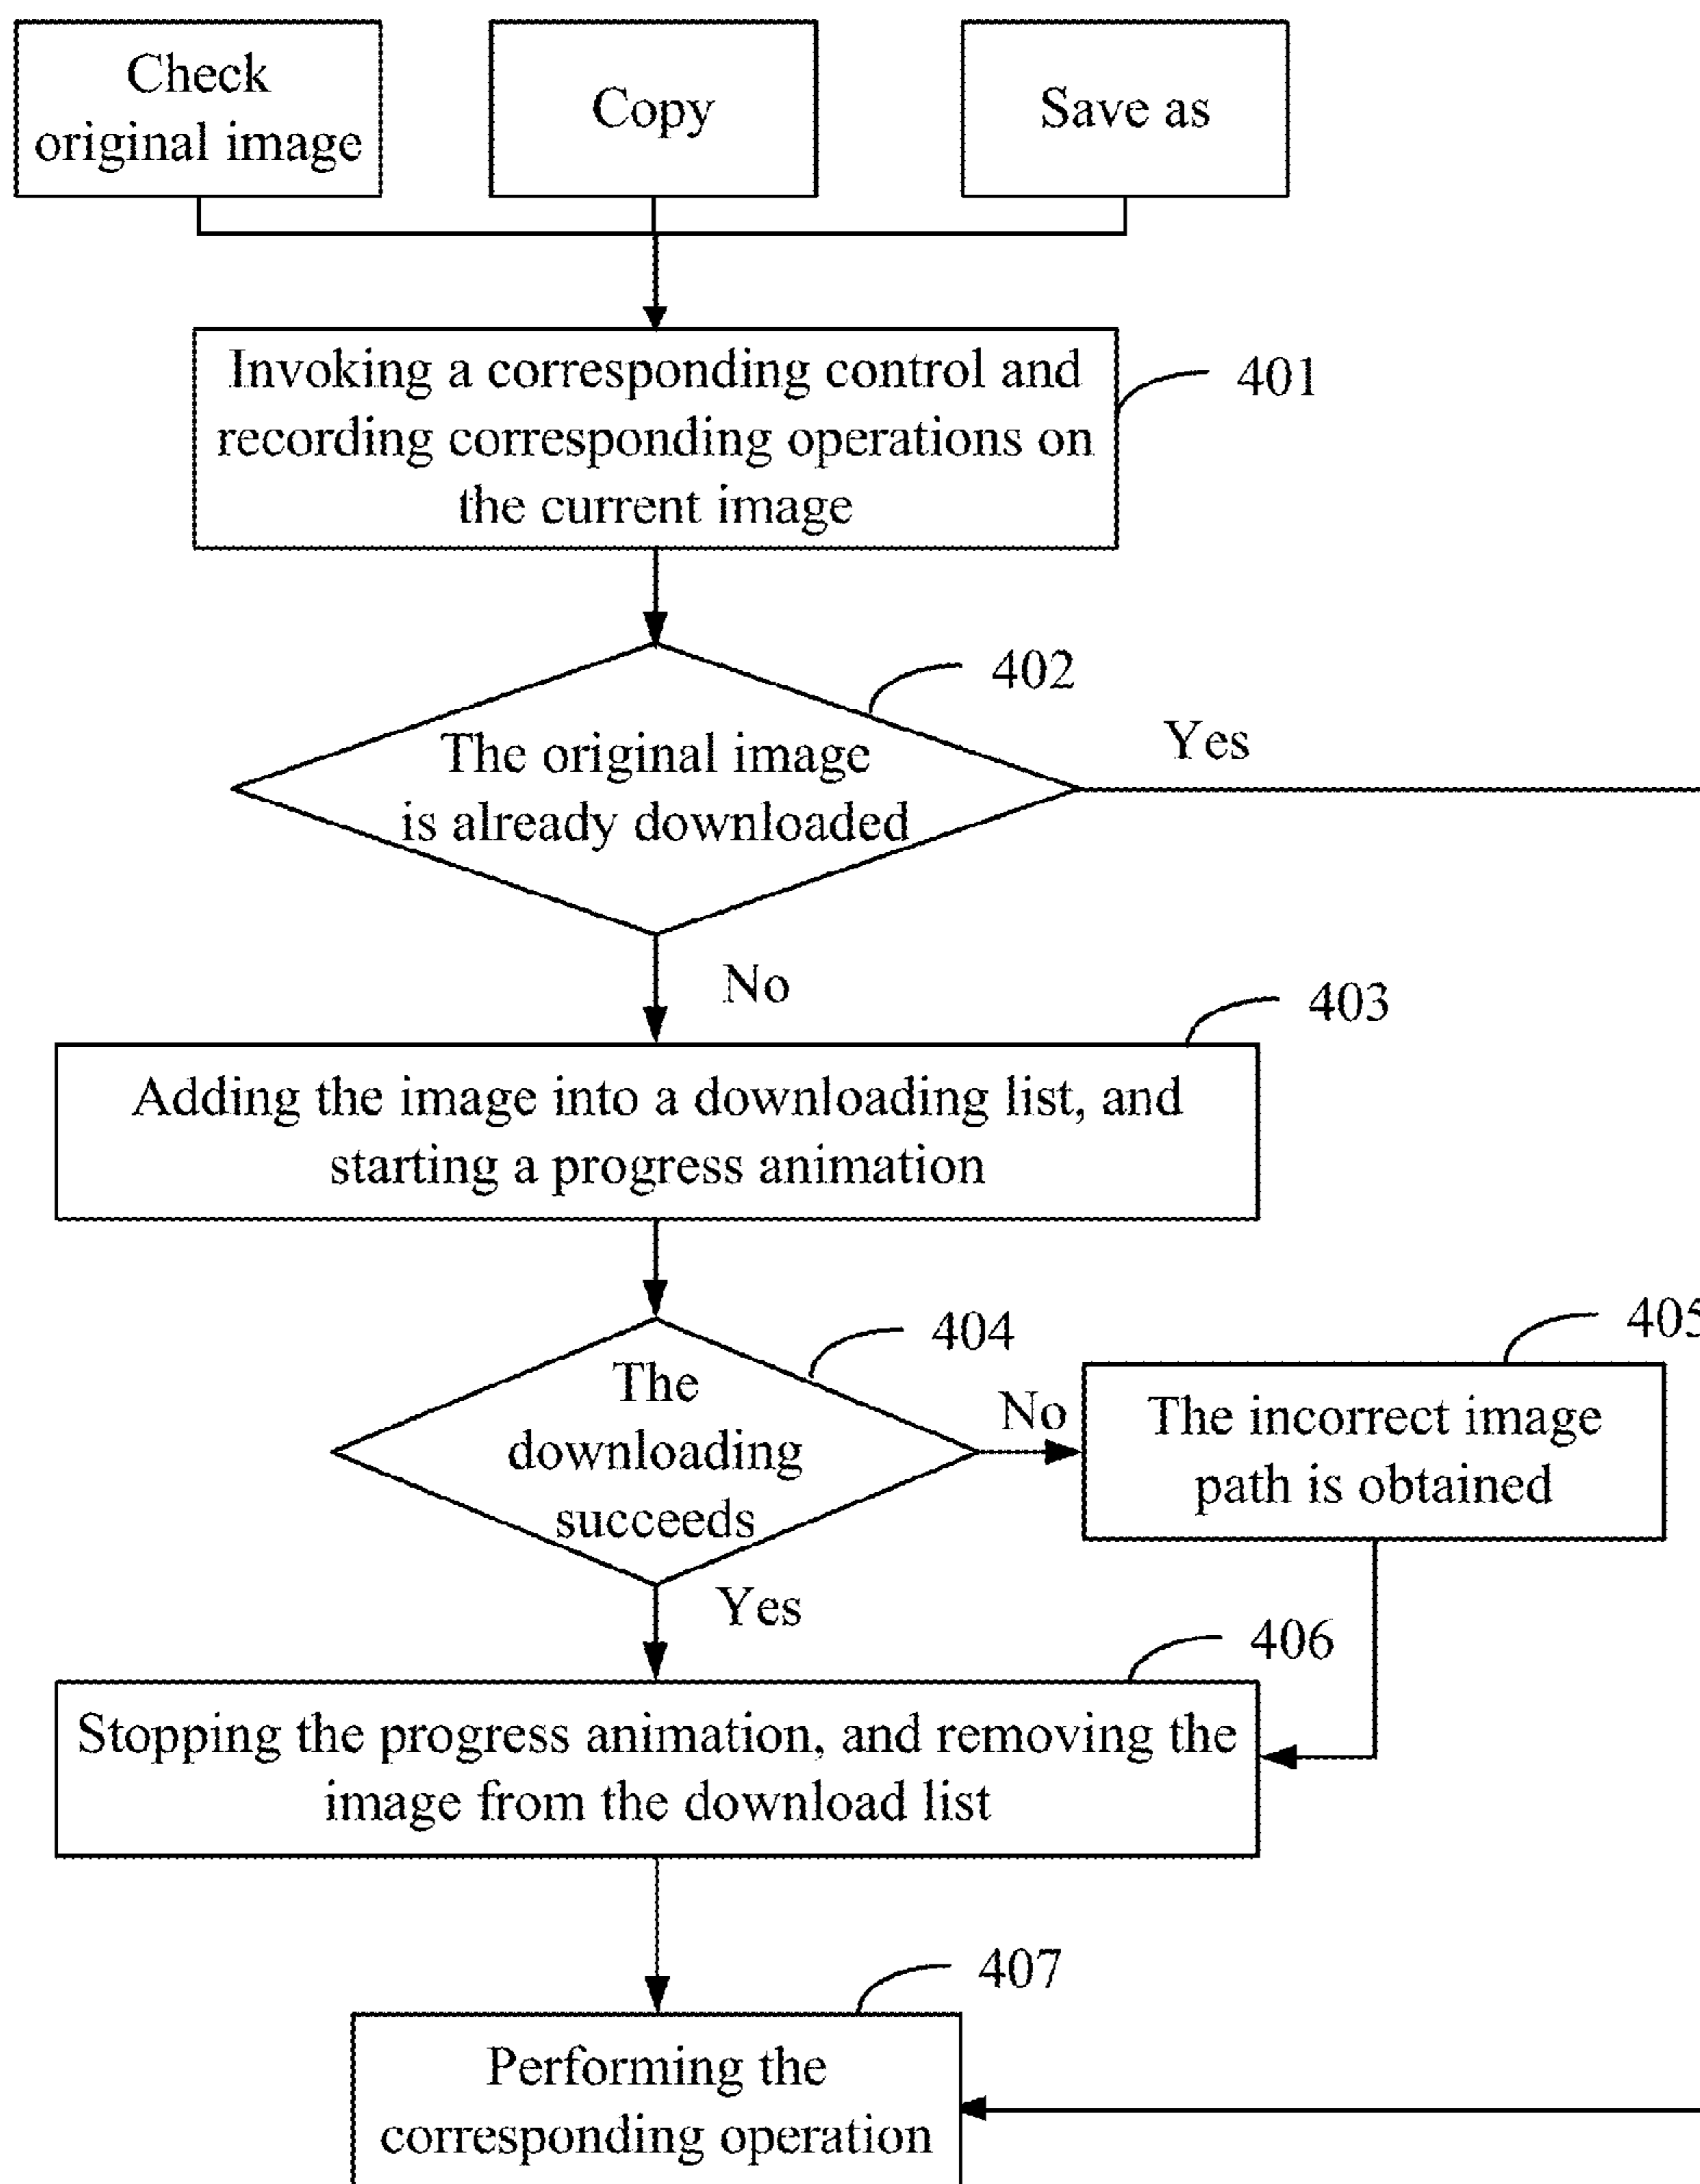 Check
original image
Copy
Save as
Invoking a corresponding control and
recording corresponding operations on
the current image
401
402
The original image
is already downloaded
Yes
No
403
Adding the image into a downloading list, and
starting a progress animation
404
The
downloading
succeeds
No
405
The incorrect image
path is obtained
Yes
406
Stopping the progress animation, and removing the
image from the download list
407
Performing the
corresponding operation